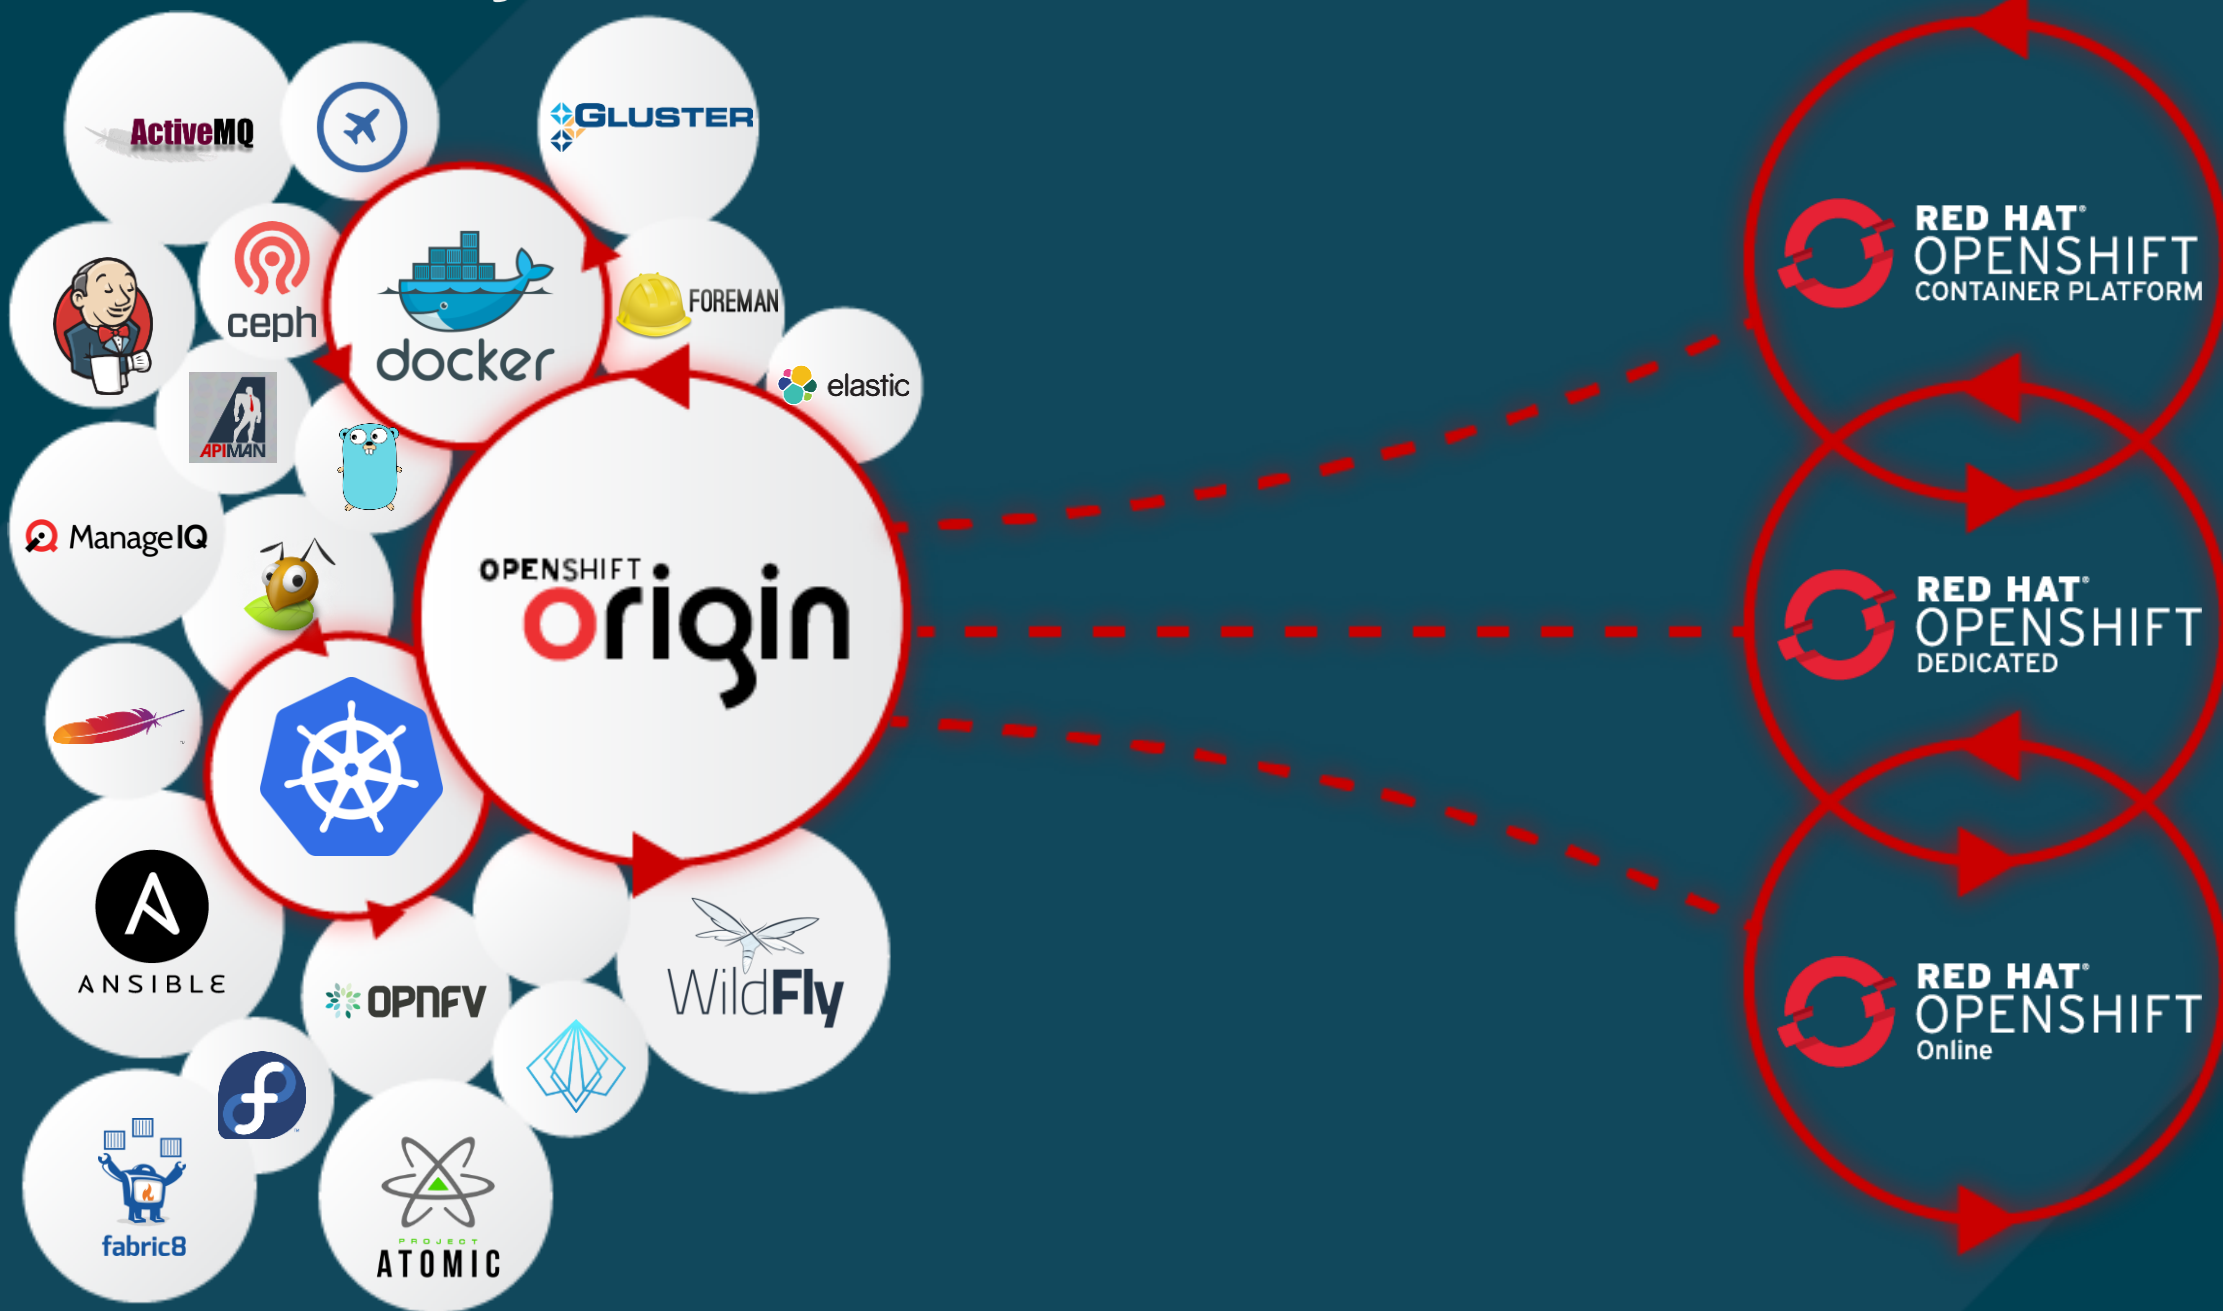 ActiveMQ
GLUSTER
ceph
docker
FOREMAN
elastic
APIMAN
ManageIQ
OPENSHIFT
origin
ANSIBLE
OPNFV
WildFly
fabric8
PROJECT
ATOMIC
RED HAT®
OPENSHIFT
CONTAINER PLATFORM
RED HAT®
OPENSHIFT
DEDICATED
RED HAT®
OPENSHIFT
Online